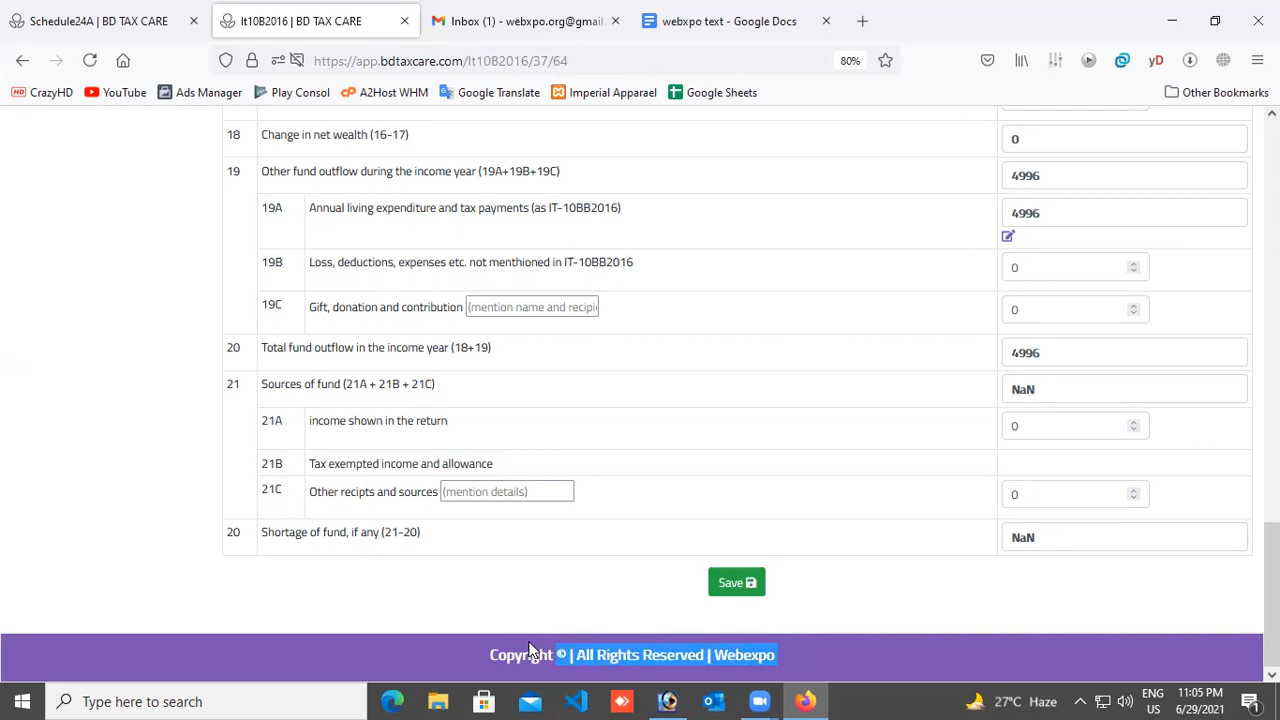 Schedule24A | BD TAX CARE
It10B2016 | BD TAX CARE
Inbox (1) - webxpo.org@gmail.
webxpo text - Google Docs
https://app.bdtaxcare.com/It10B2016/37/64
80%
yD
HD CrazyHD
YouTube
Ads Manager
Play Consol
cP A2Host WHM
Google Translate
Imperial Apparael
Google Sheets
Other Bookmarks
18 Change in net wealth (16-17) 0
19 Other fund outflow during the income year (19A+19B+19C) 4996
19A Annual living expenditure and tax payments (as IT-10BB2016) 4996
19B Loss, deductions, expenses etc. not menthioned in IT-10BB2016 0
19C Gift, donation and contribution (mention name and recipi 0
20 Total fund outflow in the income year (18+19) 4996
21 Sources of fund (21A + 21B + 21C) NaN
21A income shown in the return 0
21B Tax exempted income and allowance
21C Other recipts and sources (mention details) 0
20 Shortage of fund, if any (21-20) NaN
Save
Copyright © | All Rights Reserved | Webexpo
Type here to search
27°C Haze
ENG
US
11:05 PM
6/29/2021
1